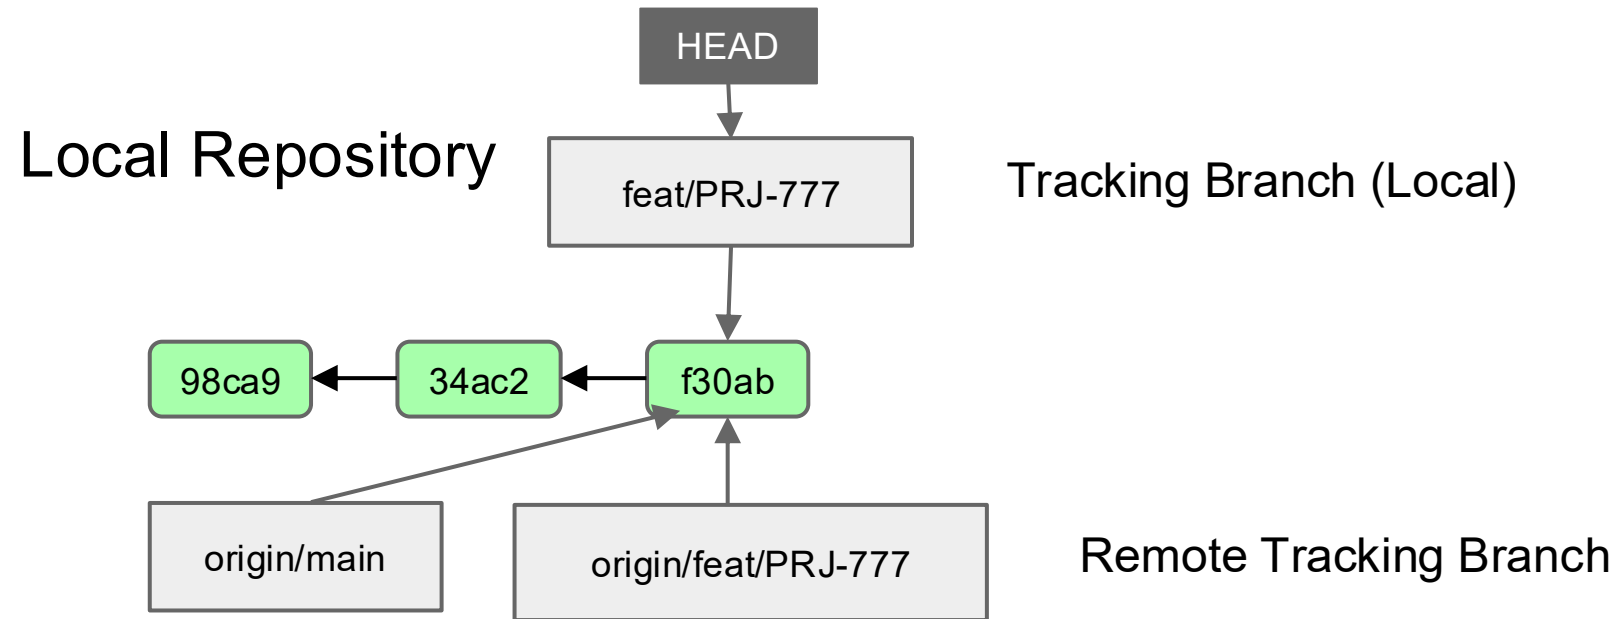 HEAD
Local Repository
feat/PRJ-777
Tracking Branch (Local)
98ca9
34ac2
f30ab
origin/main
origin/feat/PRJ-777
Remote Tracking Branch